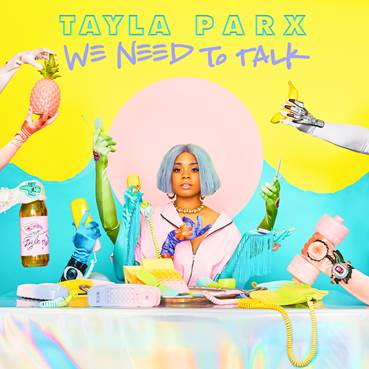 TAYLA PARX
WE NEED TO TALK